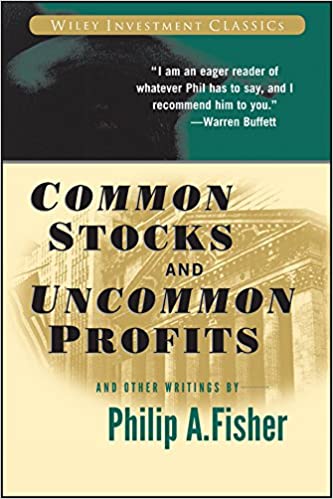 WILEY INVESTMENT CLASSICS
“I am an eager reader of
whatever Phil has to say, and I
recommend him to you.”
—Warren Buffett
COMMON
STOCKS
AND
UNCOMMON
PROFITS
AND OTHER WRITINGS BY
Philip A.Fisher